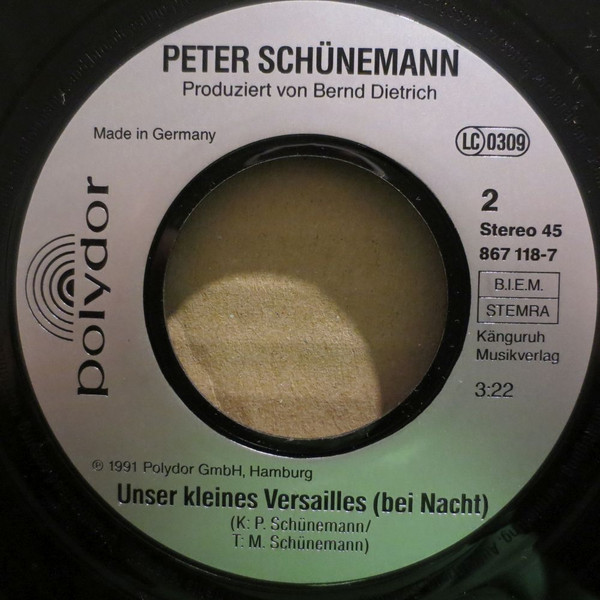 PETER SCHÜNEMANN
Produziert von Bernd Dietrich
Made in Germany
LC 0309
polydor
2
Stereo 45
867 118-7
B.I.E.M.
STEMRA
Känguruh
Musikverlag
3:22
℗ 1991 Polydor GmbH, Hamburg
Unser kleines Versailles (bei Nacht)
(K: P. Schünemann/
T: M. Schünemann)